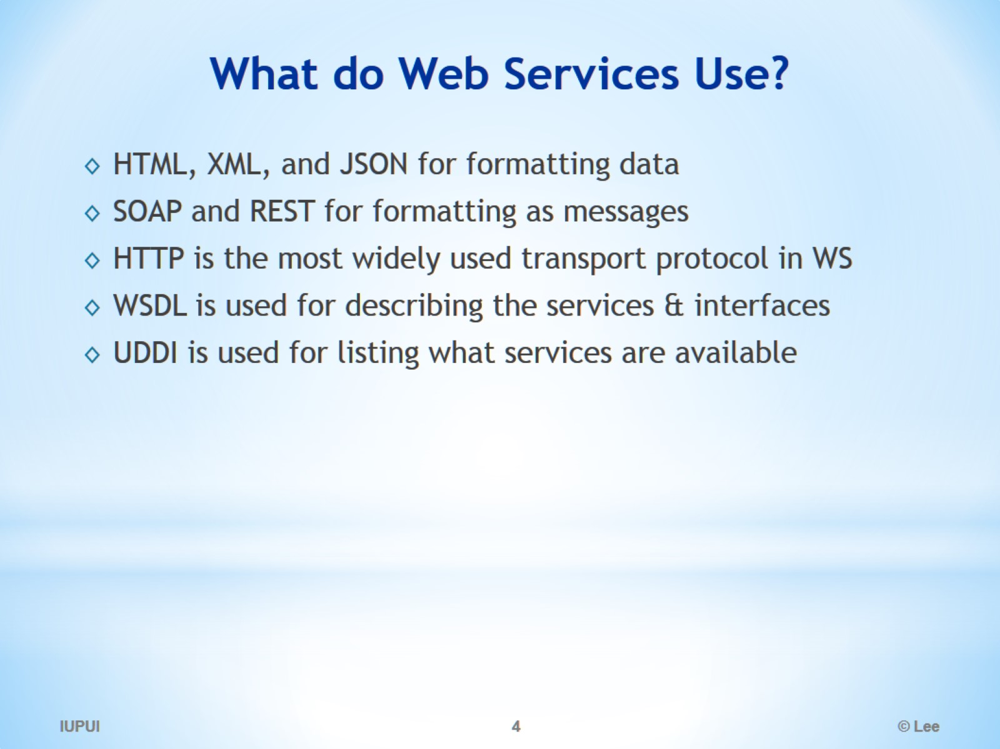 What do Web Services Use?
◇ HTML, XML, and JSON for formatting data
◇ SOAP and REST for formatting as messages
◇ HTTP is the most widely used transport protocol in WS
◇ WSDL is used for describing the services & interfaces
◇ UDDI is used for listing what services are available
IUPUI 4 © Lee